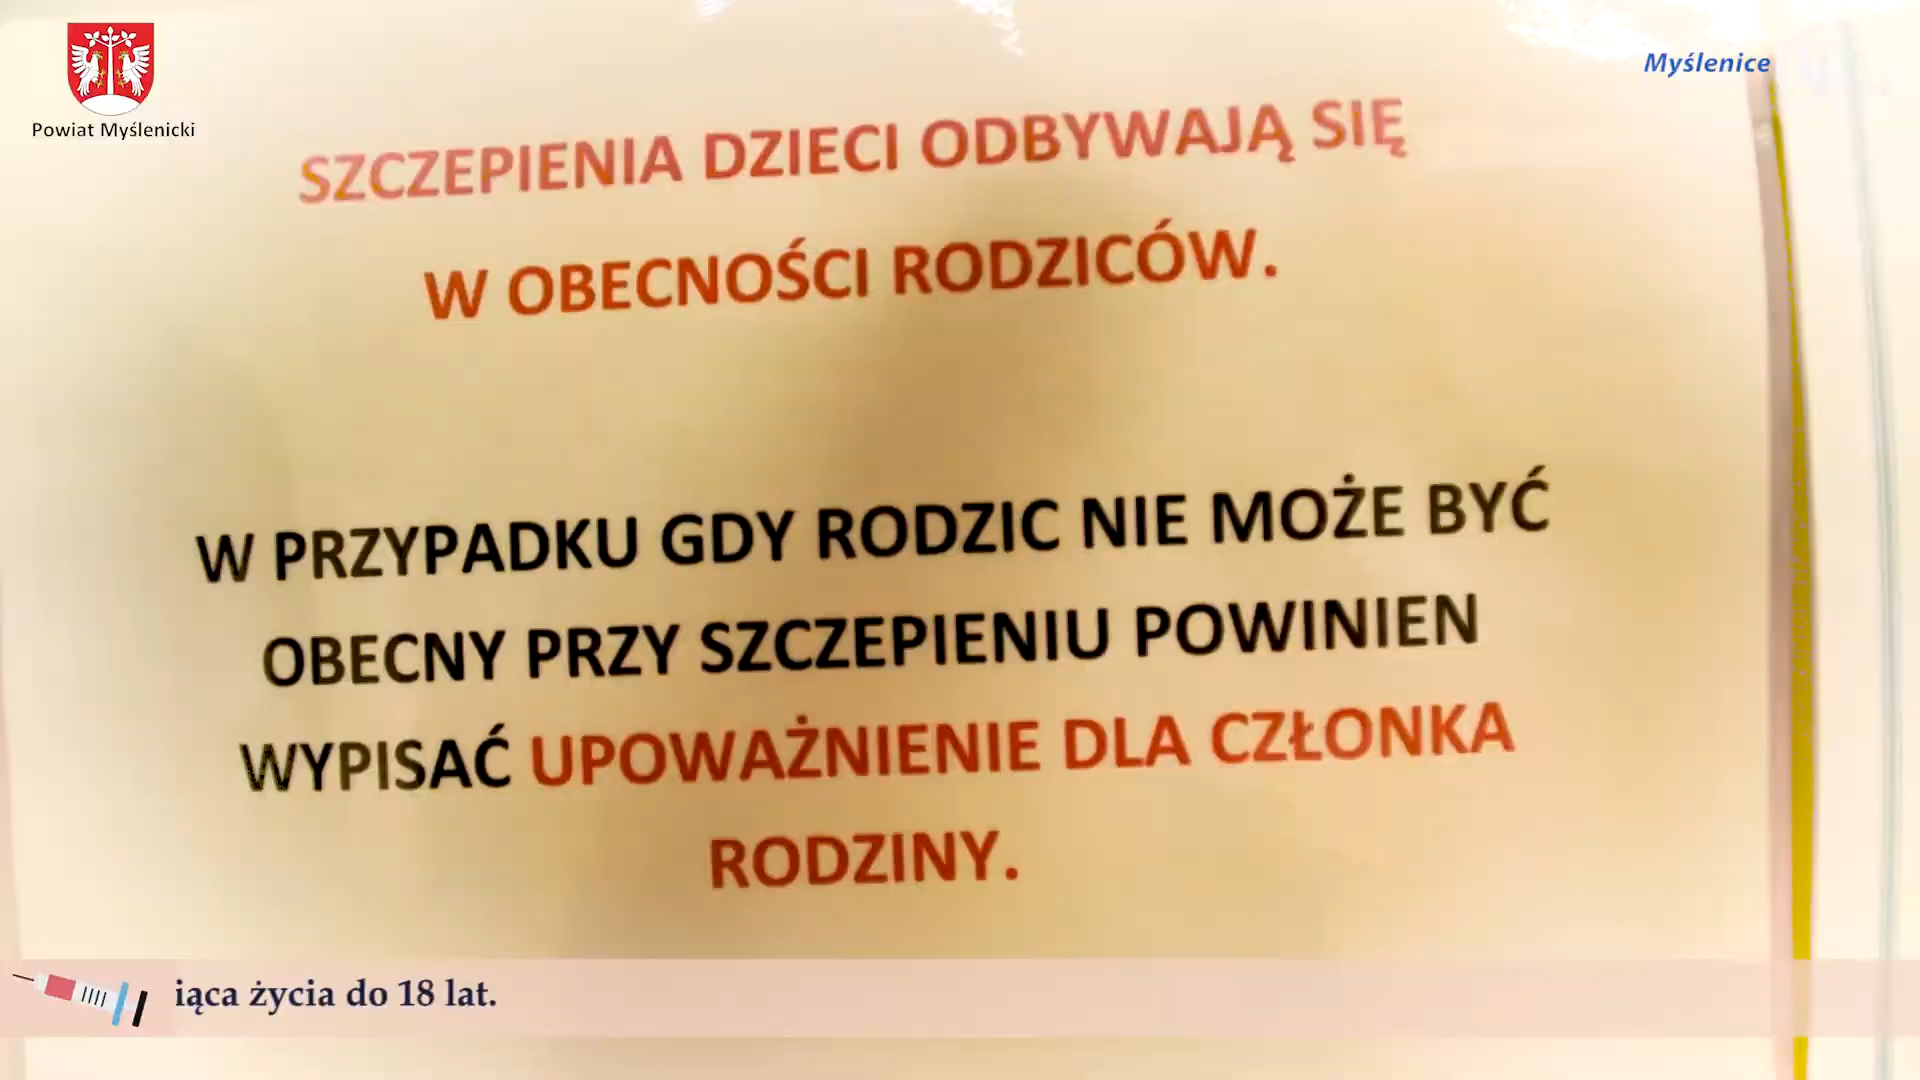 Powiat Myślenicki
Myślenice
SZCZEPIENIA DZIECI ODBYWAJĄ SIĘ
W OBECNOŚCI RODZICÓW.
W PRZYPADKU GDY RODZIC NIE MOŻE BYĆ
OBECNY PRZY SZCZEPIENIU POWINIEN
WYPISAĆ UPOWAŻNIENIE DLA CZŁONKA
RODZINY.
iąca życia do 18 lat.